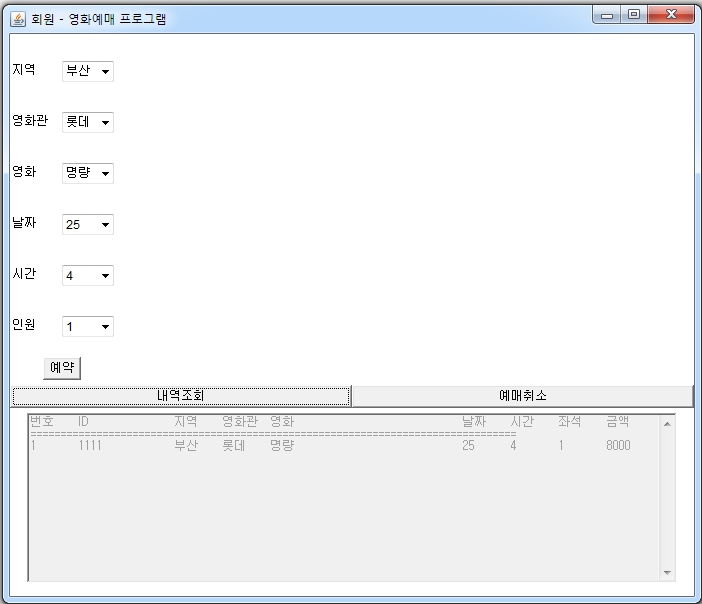 회원 - 영화예매 프로그램
지역 부산
영화관 롯데
영화 명량
날짜 25
시간 4
인원 1
예약
내역조회 예매취소
번호 ID 지역 영화관 영화 날짜 시간 좌석 금액
=================================================================
1 1111 부산 롯데 명량 25 4 1 8000